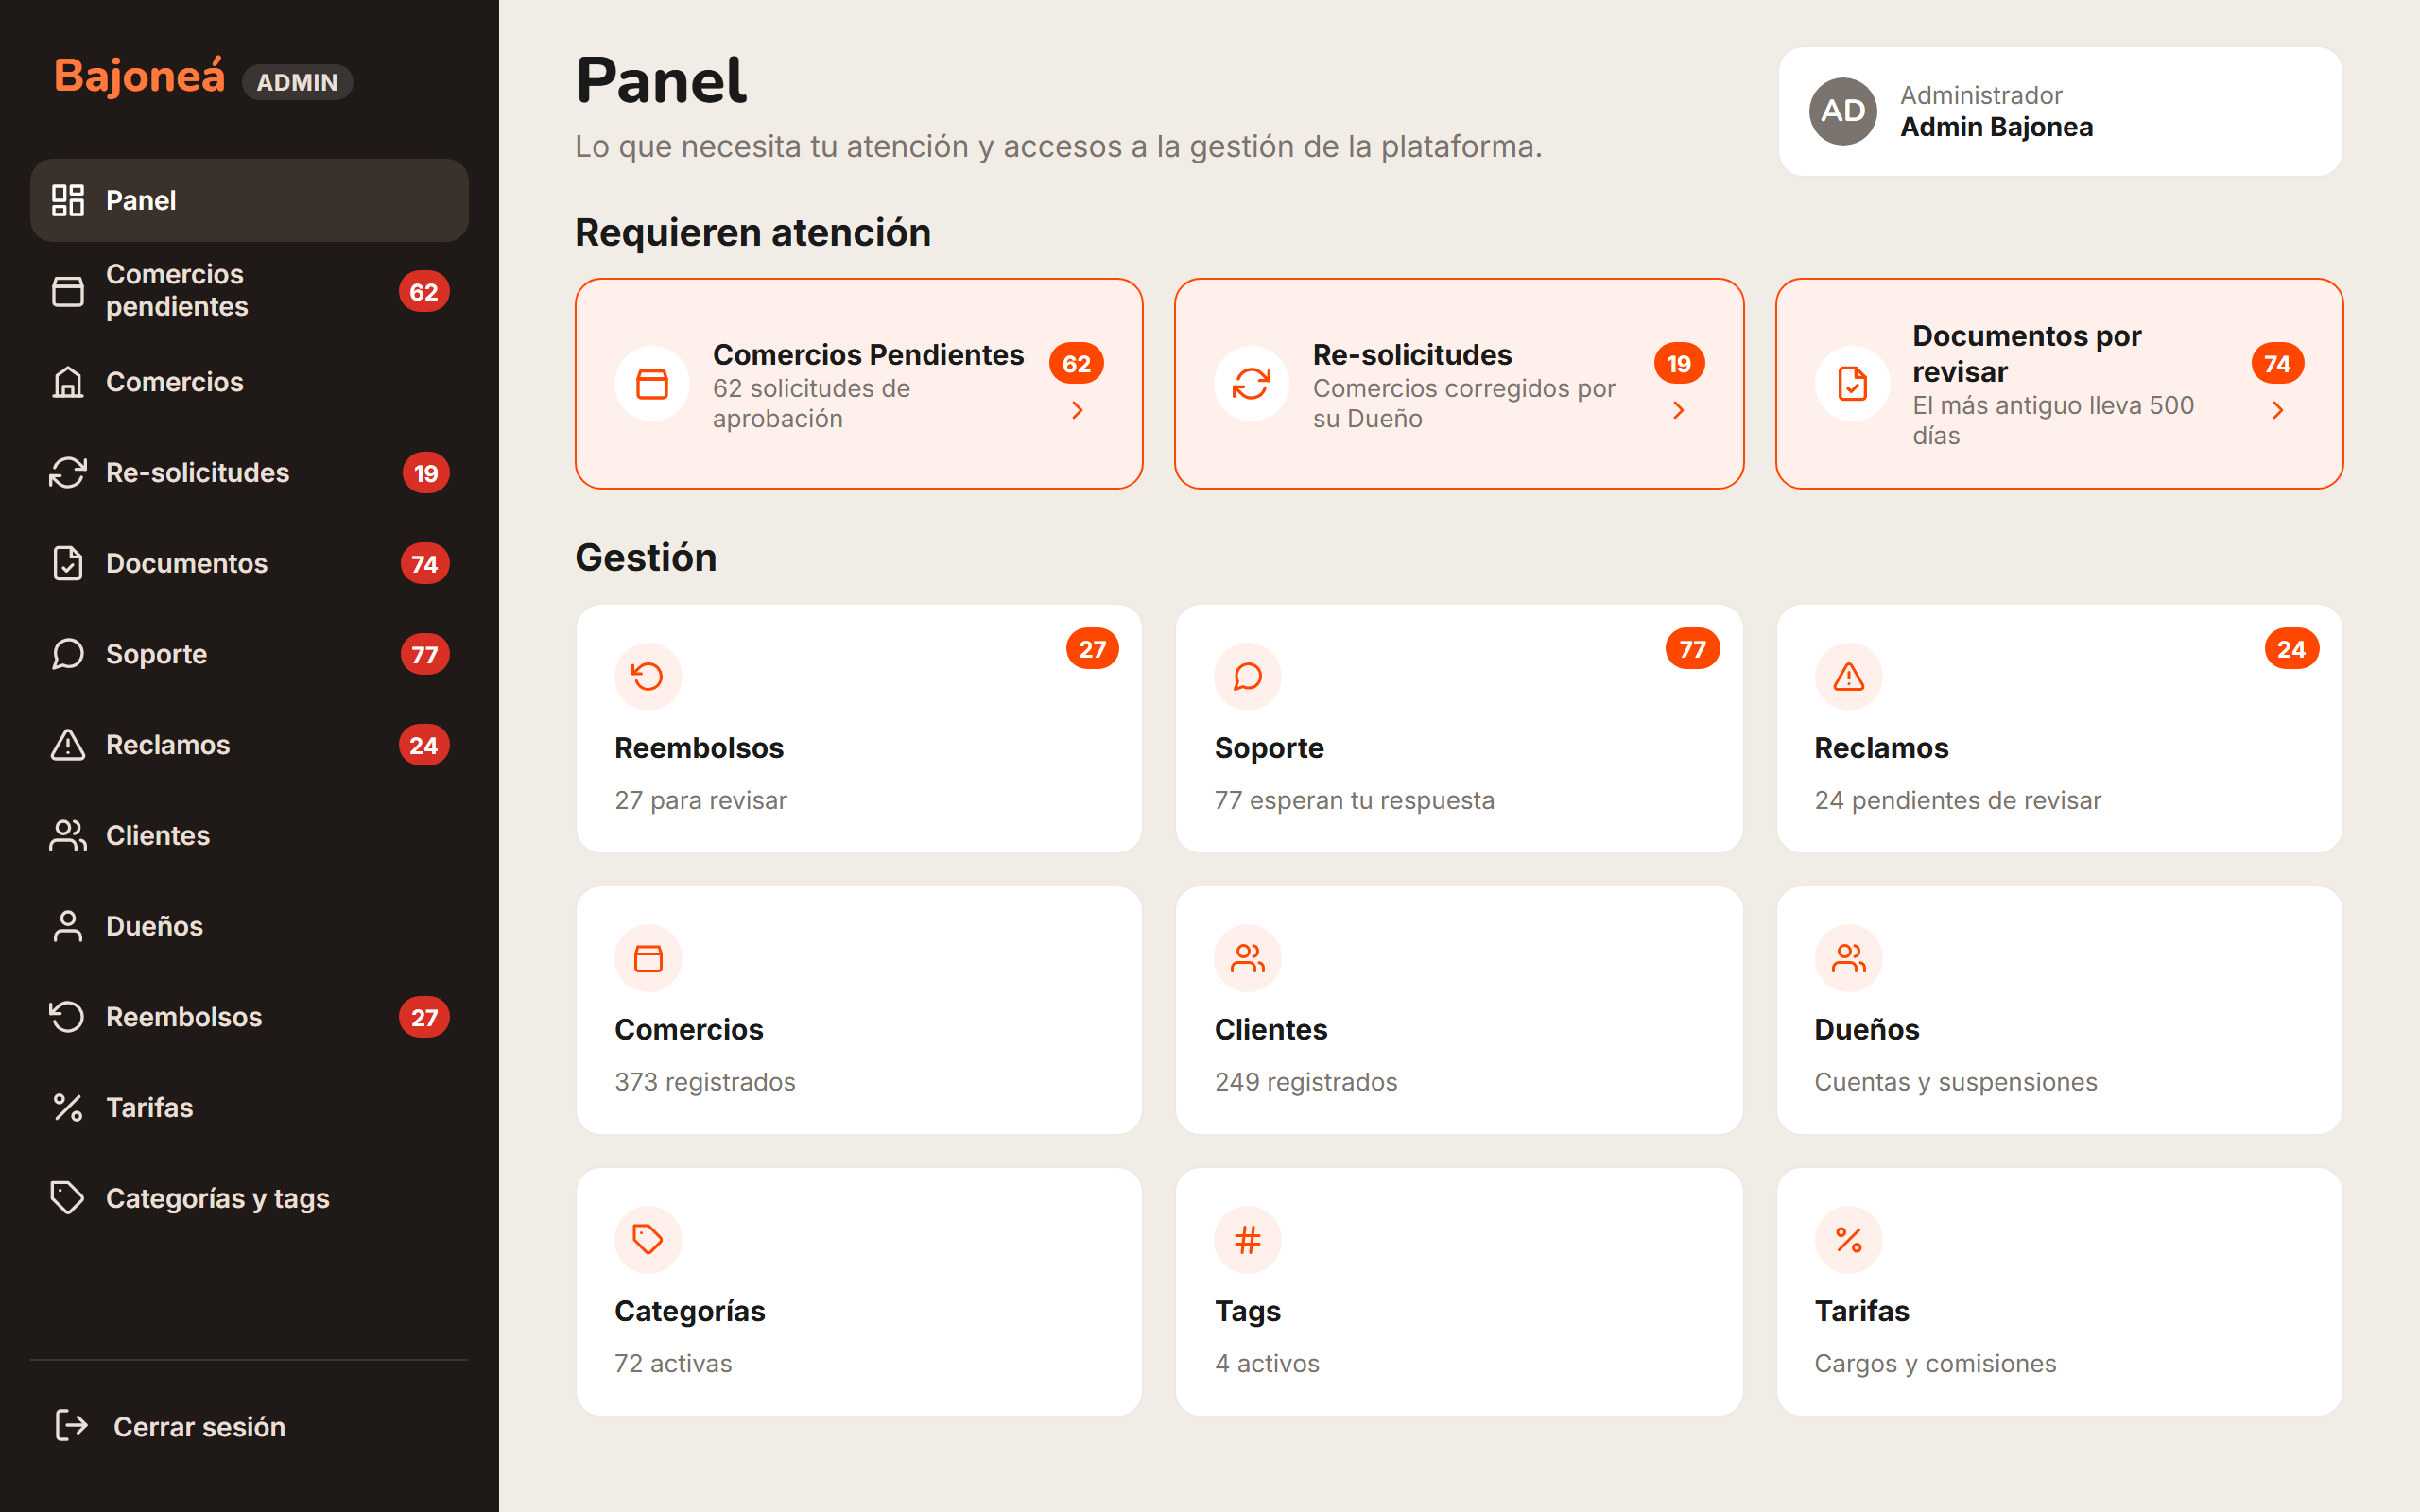 Bajoneá ADMIN
Panel
Comercios
pendientes
62
Comercios
Re-solicitudes 19
Documentos 74
Soporte 77
Reclamos 24
Clientes
Dueños
Reembolsos 27
Tarifas
Categorías y tags
Cerrar sesión
Panel
Lo que necesita tu atención y accesos a la gestión de la plataforma.
AD
Administrador
Admin Bajonea
Requieren atención
Comercios Pendientes
62 solicitudes de
aprobación
62
Re-solicitudes
Comercios corregidos por
su Dueño
19
Documentos por
revisar
El más antiguo lleva 500
días
74
Gestión
27
Reembolsos
27 para revisar
77
Soporte
77 esperan tu respuesta
24
Reclamos
24 pendientes de revisar
Comercios
373 registrados
Clientes
249 registrados
Dueños
Cuentas y suspensiones
Categorías
72 activas
Tags
4 activos
Tarifas
Cargos y comisiones